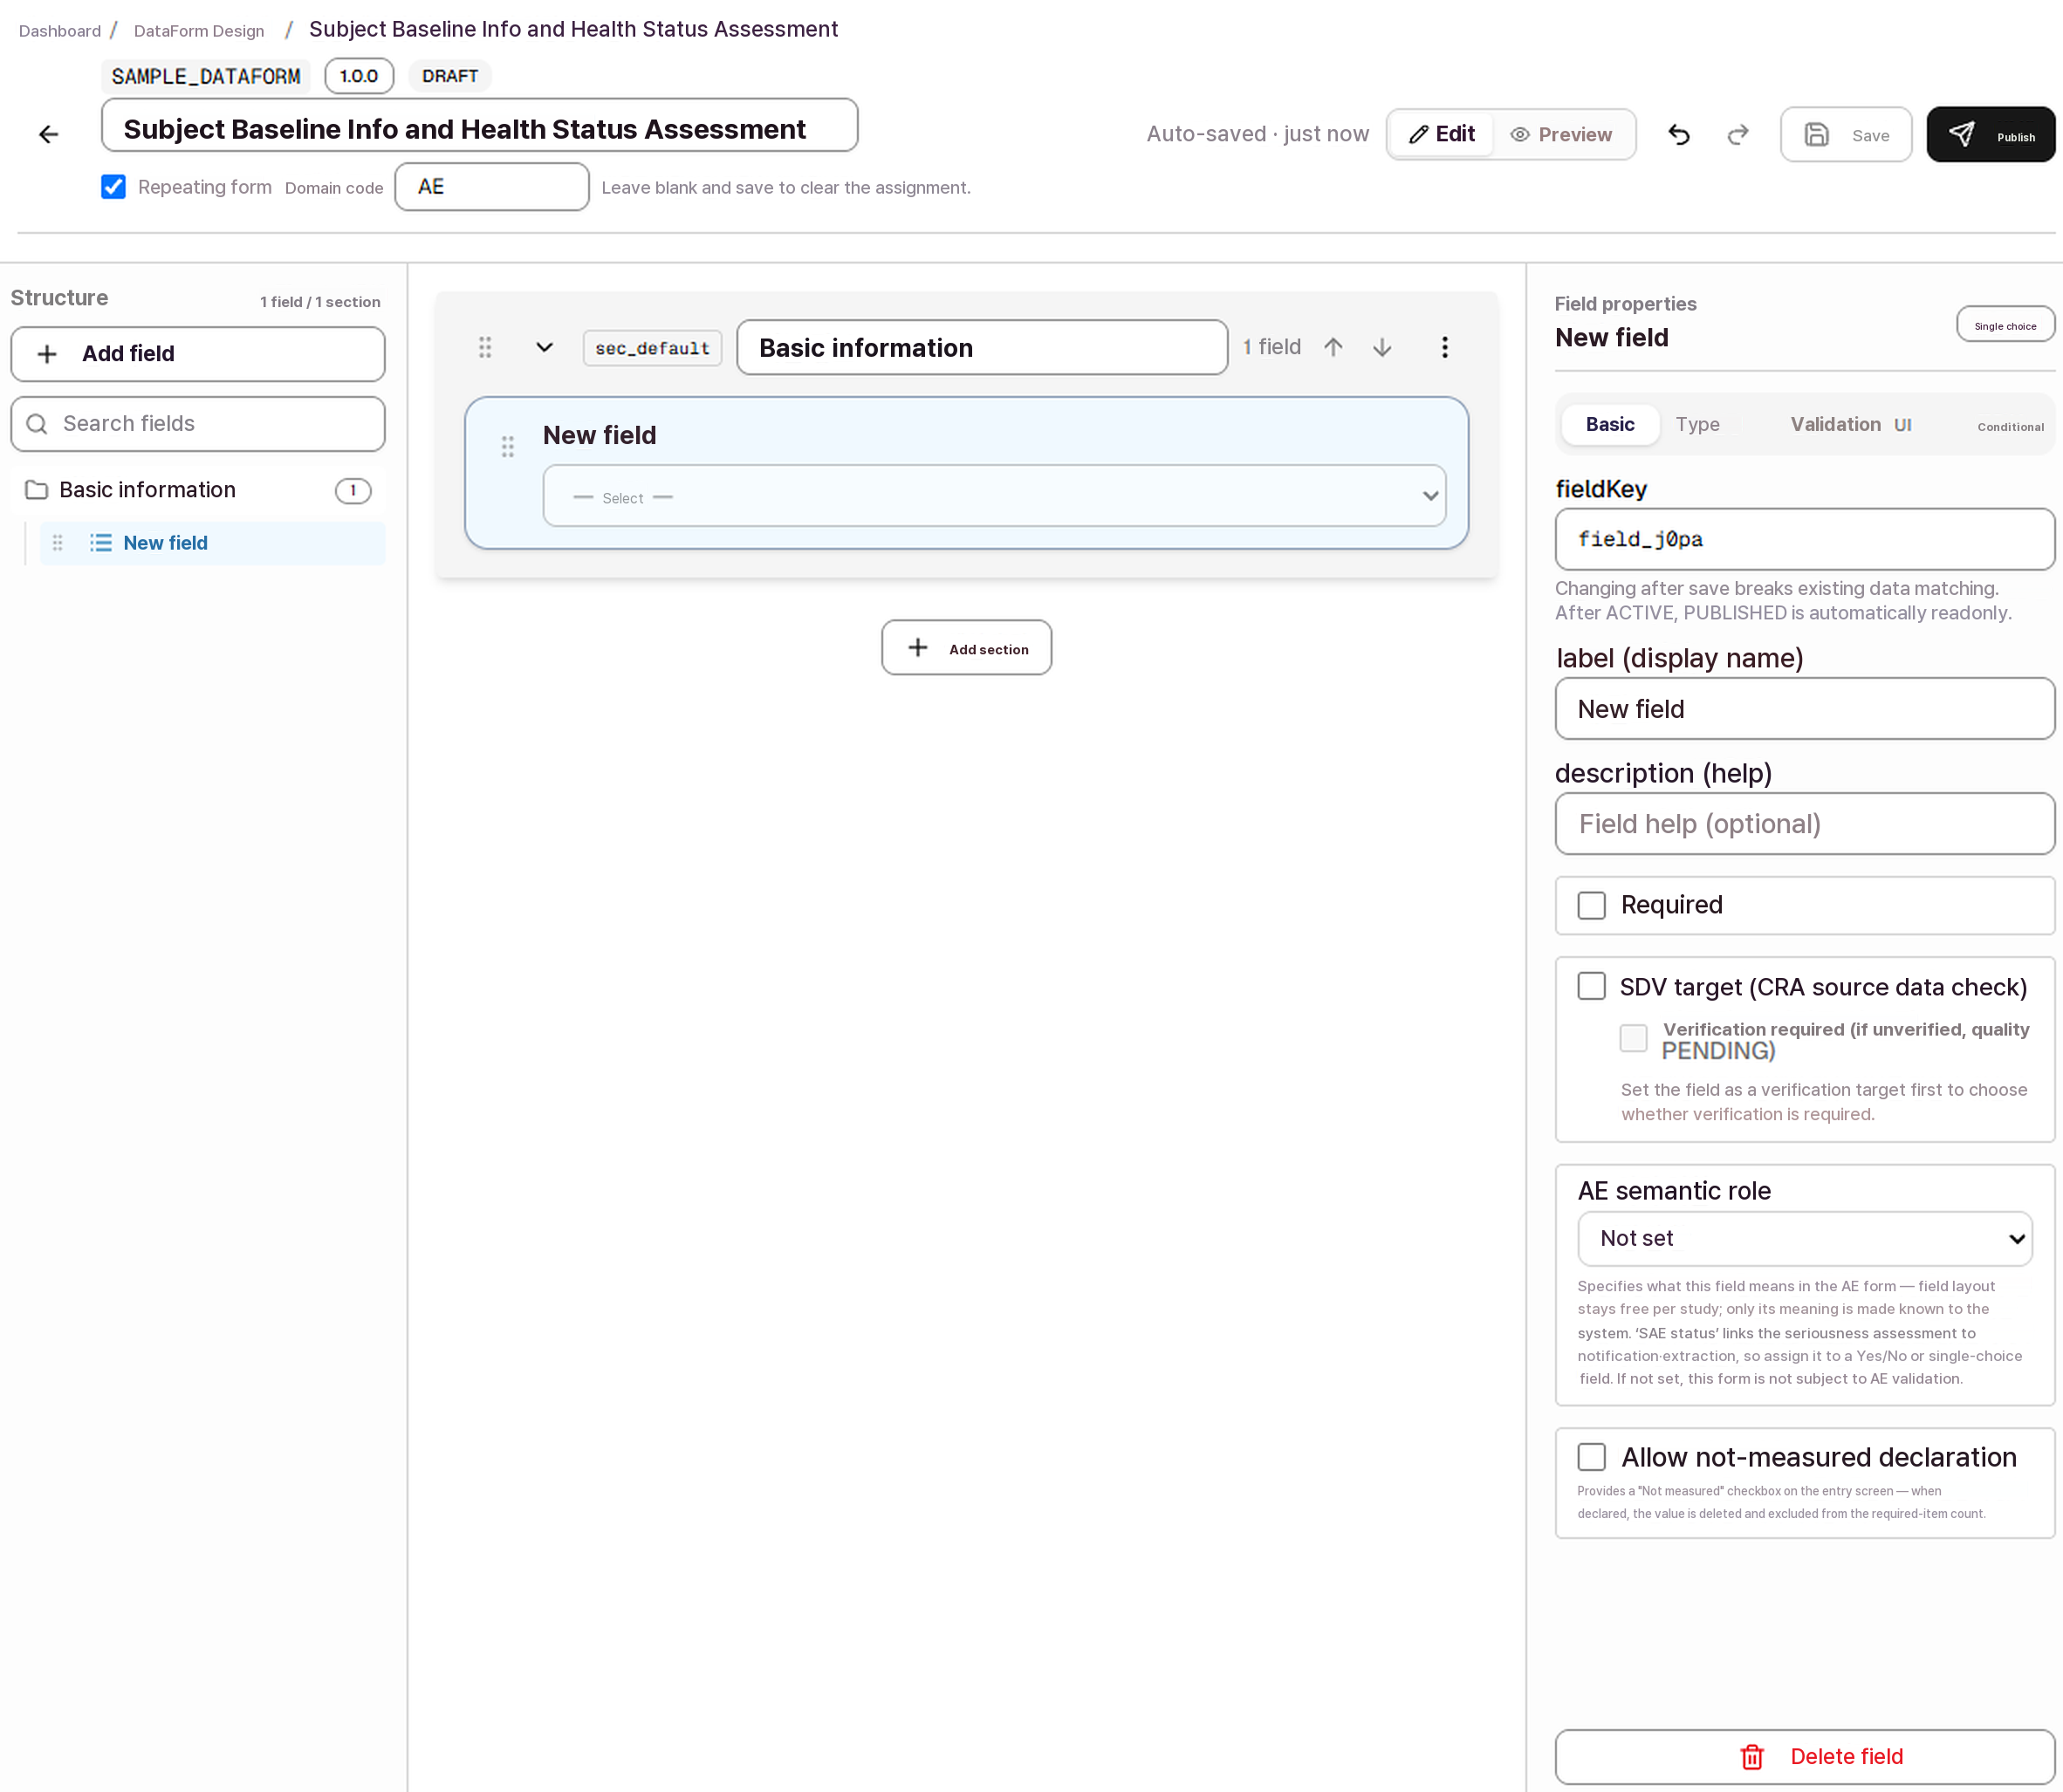 Dashboard / DataForm Design / Subject Baseline Info and Health Status Assessment
SAMPLE_DATAFORM 1.0.0 DRAFT
Subject Baseline Info and Health Status Assessment
Auto-saved · just now Edit Preview Save Publish
Repeating form Domain code AE Leave blank and save to clear the assignment.
Structure 1 field / 1 section
Add field
Search fields
Basic information 1
New field
sec_default Basic information 1 field
New field
— Select —
Add section
Field properties
New field Single choice
Basic Type Validation UI Conditional
fieldKey
field_j0pa
Changing after save breaks existing data matching.
After ACTIVE, PUBLISHED is automatically readonly.
label (display name)
New field
description (help)
Field help (optional)
Required
SDV target (CRA source data check)
Verification required (if unverified, quality
PENDING)
Set the field as a verification target first to choose
whether verification is required.
AE semantic role
Not set
Specifies what this field means in the AE form — field layout
stays free per study; only its meaning is made known to the
system. ‘SAE status’ links the seriousness assessment to
notification·extraction, so assign it to a Yes/No or single-choice
field. If not set, this form is not subject to AE validation.
Allow not-measured declaration
Provides a "Not measured" checkbox on the entry screen — when
declared, the value is deleted and excluded from the required-item count.
Delete field